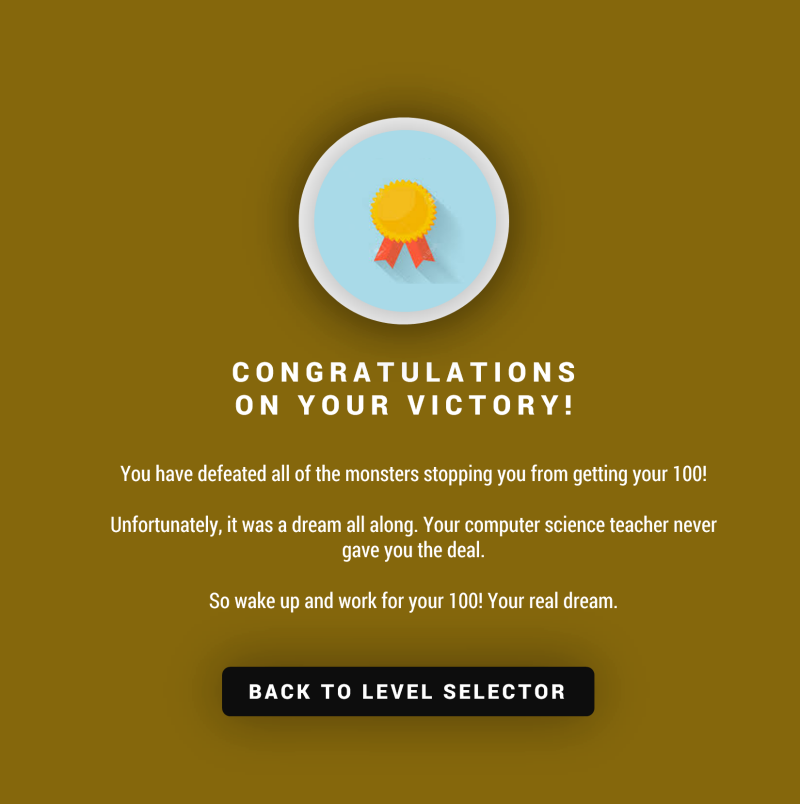 CONGRATULATIONS
ON YOUR VICTORY!
You have defeated all of the monsters stopping you from getting your 100!
Unfortunately, it was a dream all along. Your computer science teacher never
gave you the deal.
So wake up and work for your 100! Your real dream.
BACK TO LEVEL SELECTOR